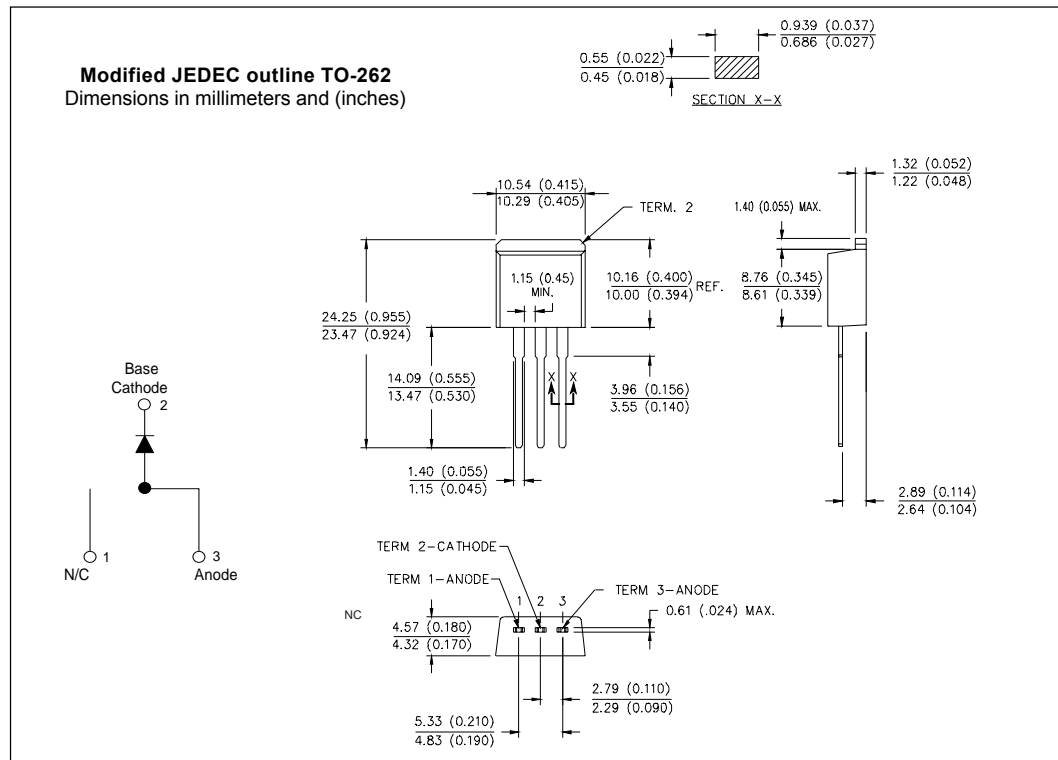 0.939 (0.037)
0.686 (0.027)
0.55 (0.022)
0.45 (0.018)
SECTION X-X
Modified JEDEC outline TO-262
Dimensions in millimeters and (inches)
1.32 (0.052)
1.22 (0.048)
10.54 (0.415)
10.29 (0.405)
TERM. 2
1.40 (0.055) MAX.
1.15 (0.45)
MIN.
10.16 (0.400)
10.00 (0.394)
REF.
8.76 (0.345)
8.61 (0.339)
24.25 (0.955)
23.47 (0.924)
14.09 (0.555)
13.47 (0.530)
X X
3.96 (0.156)
3.55 (0.140)
Base
Cathode
2
1.40 (0.055)
1.15 (0.045)
2.89 (0.114)
2.64 (0.104)
1
N/C
3
Anode
TERM 2-CATHODE
TERM 1-ANODE
TERM 3-ANODE
NC
1 2 3
0.61 (.024) MAX.
4.57 (0.180)
4.32 (0.170)
2.79 (0.110)
2.29 (0.090)
5.33 (0.210)
4.83 (0.190)